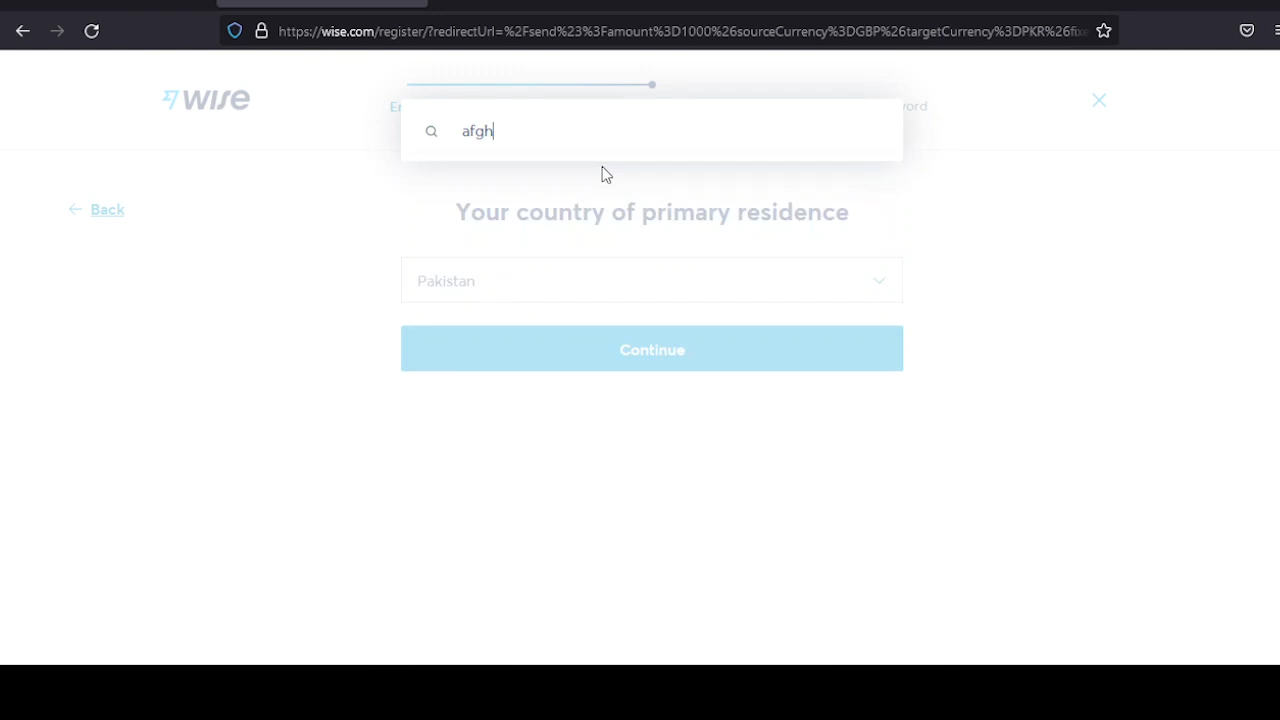 https://wise.com/register/?redirectUrl=%2Fsend%23%3Famount%3D1000%26sourceCurrency%3DGBP%26targetCurrency%3DPKR%26fixe
WISE
afgh
Back
Your country of primary residence
Pakistan
Continue